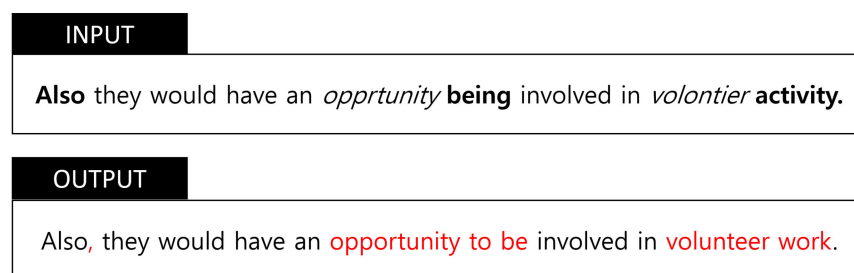 INPUT
Also they would have an opprtunity being involved in volontier activity.
OUTPUT
Also, they would have an opportunity to be involved in volunteer work.